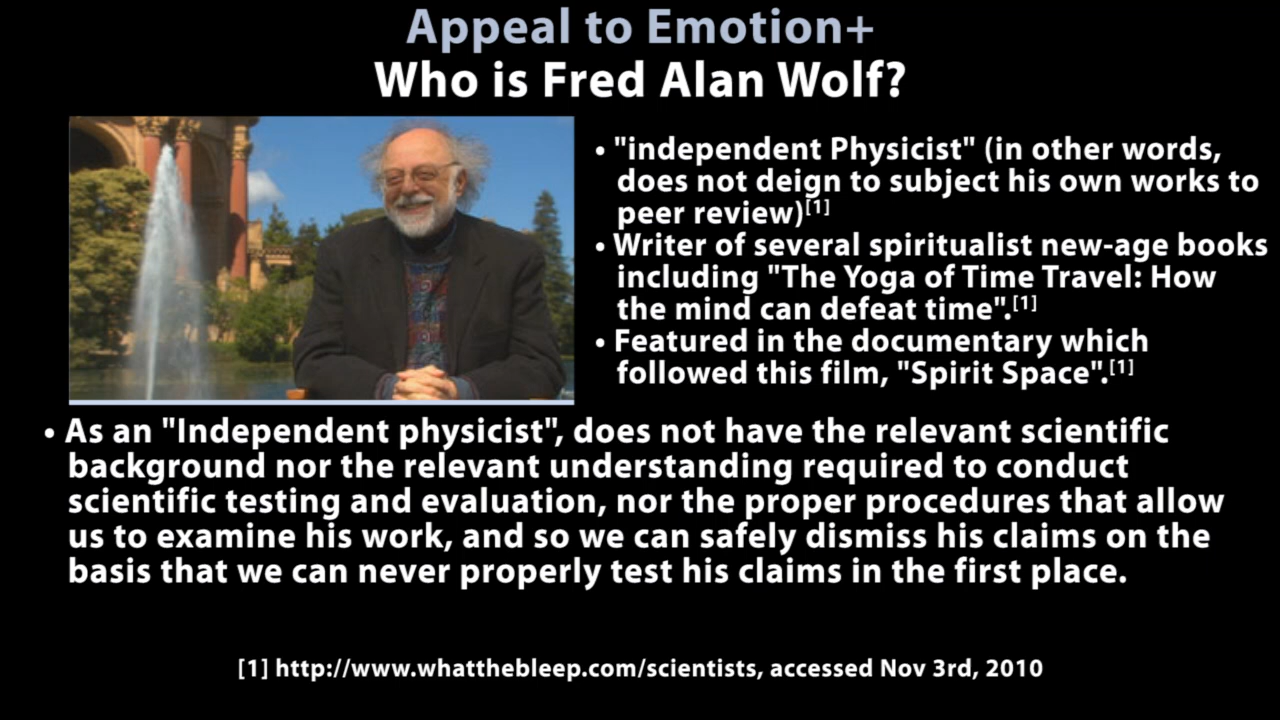 Appeal to Emotion+
Who is Fred Alan Wolf?
• "independent Physicist" (in other words,
does not deign to subject his own works to
peer review)[1]
• Writer of several spiritualist new-age books
including "The Yoga of Time Travel: How
the mind can defeat time".[1]
• Featured in the documentary which
followed this film, "Spirit Space".[1]
• As an "Independent physicist", does not have the relevant scientific
background nor the relevant understanding required to conduct
scientific testing and evaluation, nor the proper procedures that allow
us to examine his work, and so we can safely dismiss his claims on the
basis that we can never properly test his claims in the first place.
[1] http://www.whatthebleep.com/scientists, accessed Nov 3rd, 2010